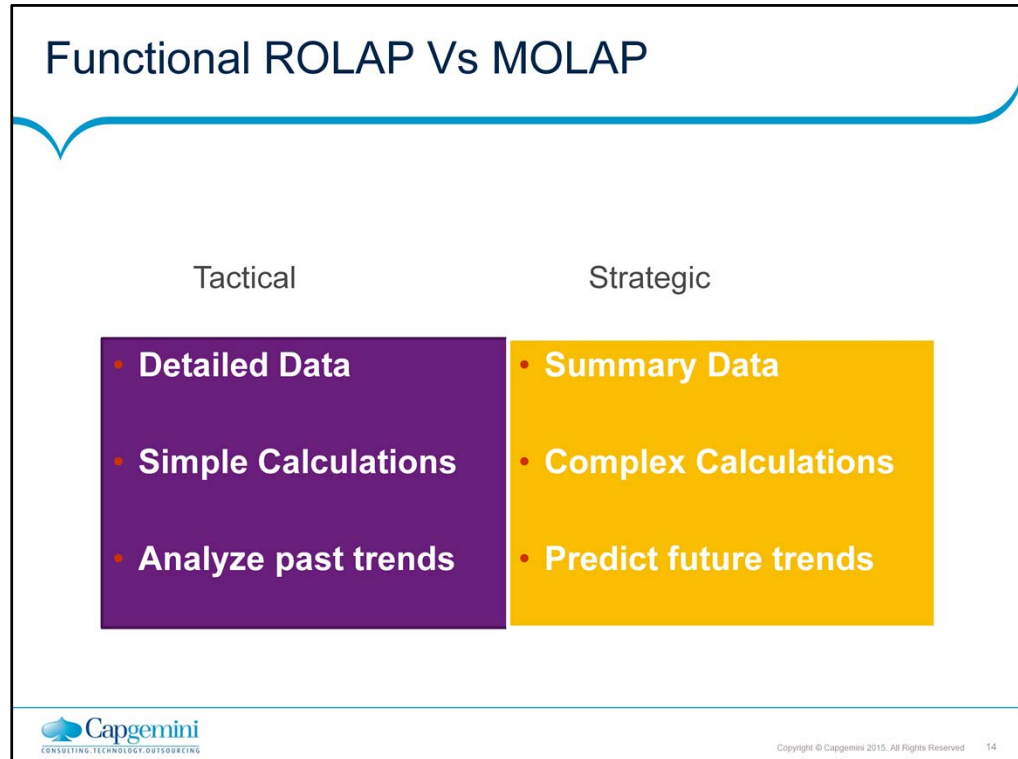 Functional ROLAP Vs MOLAP
Tactical
Strategic
• Detailed Data
• Simple Calculations
• Analyze past trends
• Summary Data
• Complex Calculations
• Predict future trends
Capgemini
CONSULTING.TECHNOLOGY.OUTSOURCING
Copyright © Capgemini 2015. All Rights Reserved 14